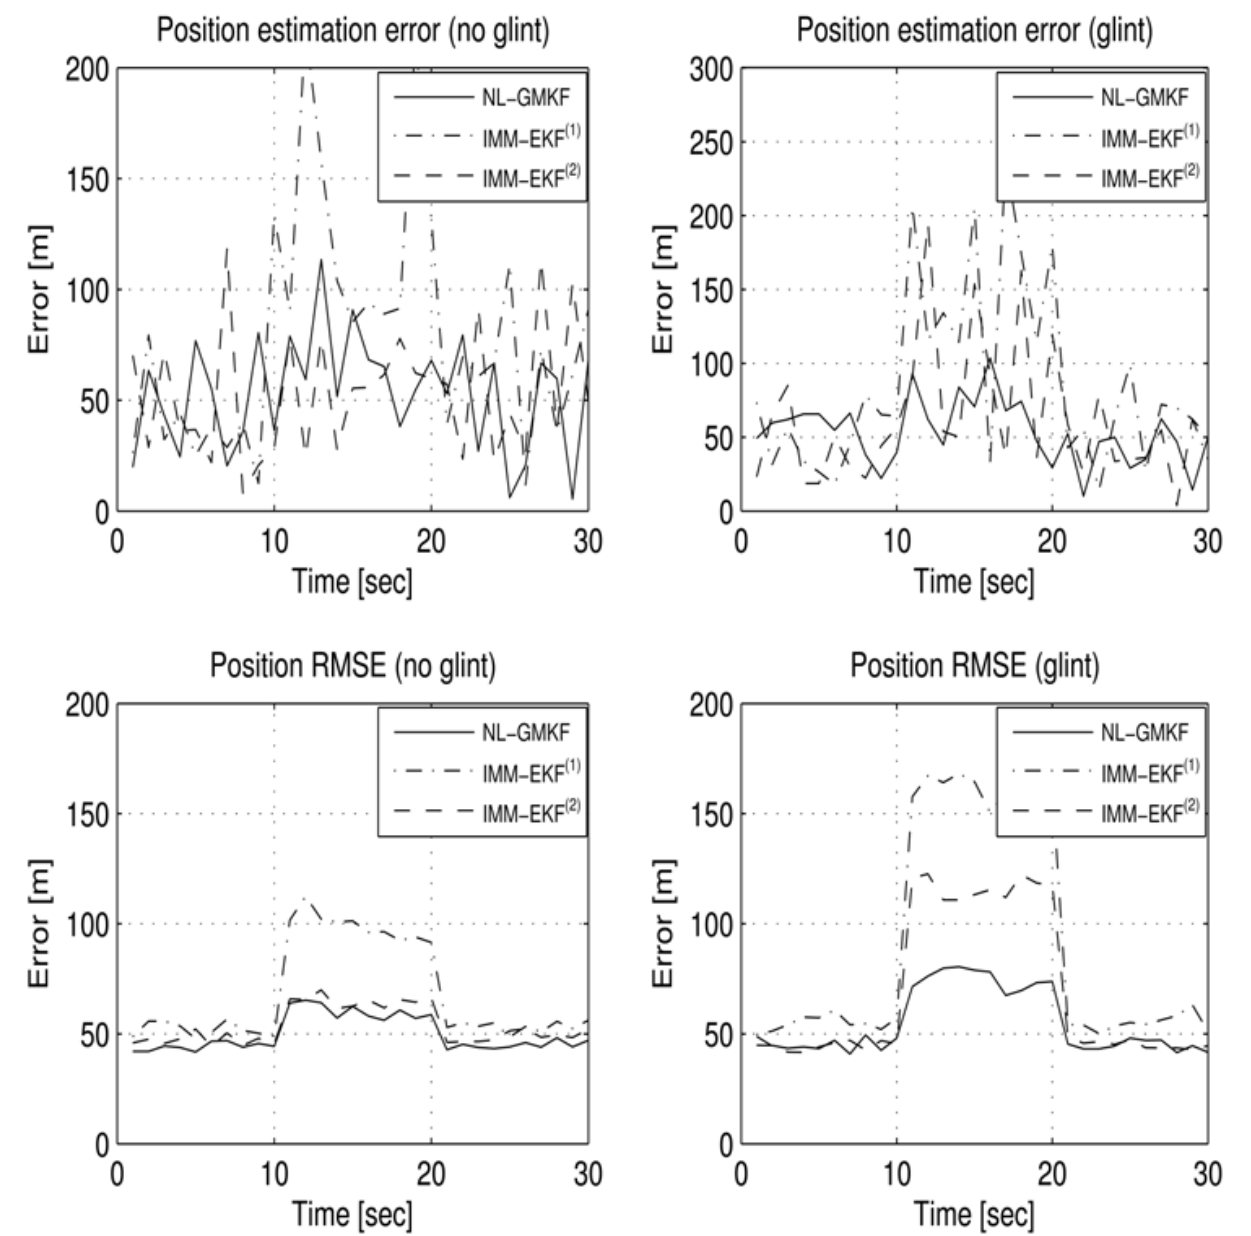 Position estimation error (no glint)
200
150
100
50
0
Error [m]
NL-GMKF
IMM-EKF(1)
IMM-EKF(2)
0 10 20 30
Time [sec]
Position estimation error (glint)
300
250
200
150
100
50
0
Error [m]
NL-GMKF
IMM-EKF(1)
IMM-EKF(2)
0 10 20 30
Time [sec]
Position RMSE (no glint)
200
150
100
50
0
Error [m]
NL-GMKF
IMM-EKF(1)
IMM-EKF(2)
0 10 20 30
Time [sec]
Position RMSE (glint)
200
150
100
50
0
Error [m]
NL-GMKF
IMM-EKF(1)
IMM-EKF(2)
0 10 20 30
Time [sec]